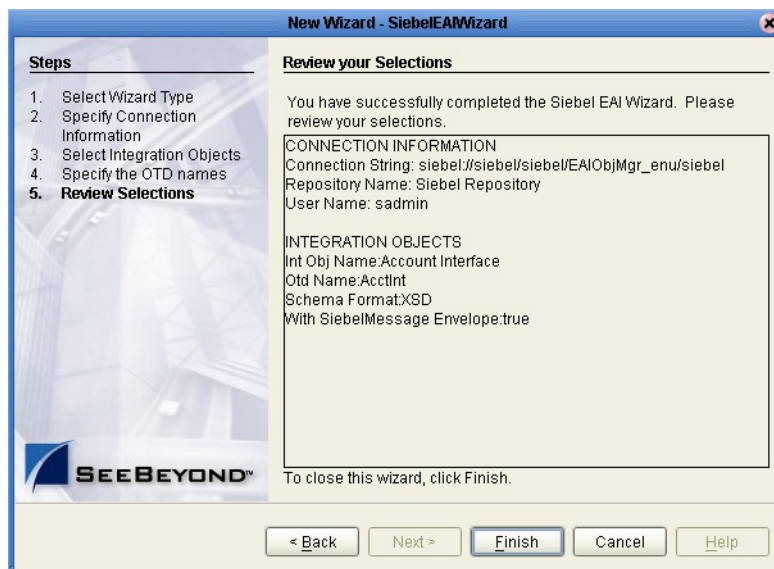 New Wizard - SiebelEAIWizard
Steps
1. Select Wizard Type
2. Specify Connection
Information
3. Select Integration Objects
4. Specify the OTD names
5. Review Selections
SEEBEYOND™
Review your Selections
You have successfully completed the Siebel EAI Wizard. Please
review your selections.
CONNECTION INFORMATION
Connection String: siebel://siebel/siebel/EAIObjMgr_enu/siebel
Repository Name: Siebel Repository
User Name: sadmin
INTEGRATION OBJECTS
Int Obj Name:Account Interface
Otd Name:AcctInt
Schema Format:XSD
With SiebelMessage Envelope:true
To close this wizard, click Finish.
< Back
Next >
Finish
Cancel
Help